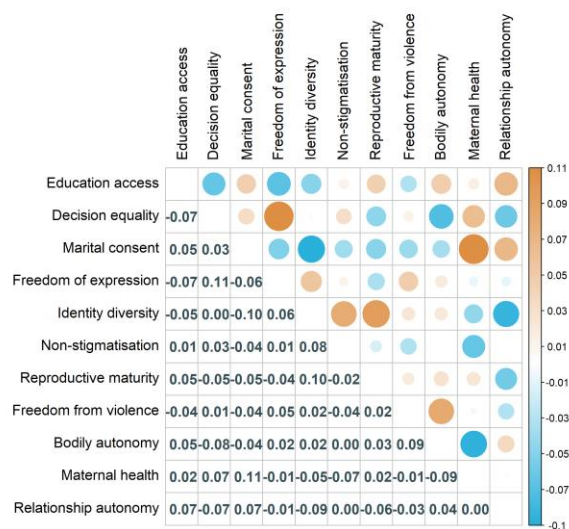 Education access
Decision equality
Marital consent
Freedom of expression
Identity diversity
Non-stigmatisation
Reproductive maturity
Freedom from violence
Bodily autonomy
Maternal health
Relationship autonomy
Education access
Decision equality -0.07
Marital consent 0.05 0.03
Freedom of expression -0.07 0.11 -0.06
Identity diversity -0.05 0.00 -0.10 0.06
Non-stigmatisation 0.01 0.03 -0.04 0.01 0.08
Reproductive maturity 0.05 -0.05 -0.05 -0.04 0.10 -0.02
Freedom from violence -0.04 0.01 -0.04 0.05 0.02 -0.04 0.02
Bodily autonomy 0.05 -0.08 -0.04 0.02 0.02 0.00 0.03 0.09
Maternal health 0.02 0.07 0.11 -0.01 -0.05 -0.07 0.02 -0.01 -0.09
Relationship autonomy 0.07 -0.07 0.07 -0.01 -0.09 0.00 -0.06 -0.03 0.04 0.00
0.11
0.09
0.07
0.05
0.03
0
-0.02
-0.04
-0.05
-0.07
-0.1